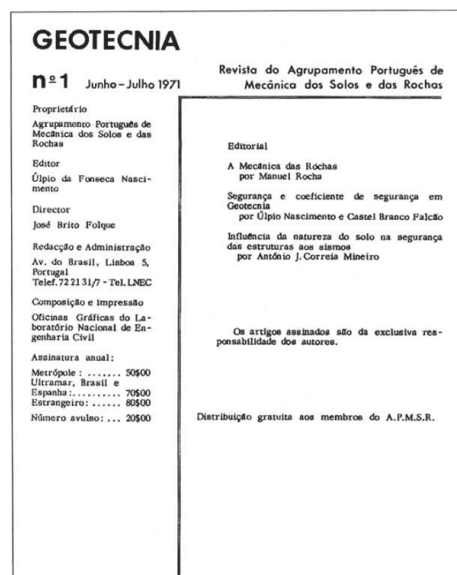 GEOTECNIA
nº1 Junho-Julho 1971
Revista do Agrupamento Português de
Mecânica dos Solos e das Rochas
Proprietário
Agrupamento Português de
Mecânica dos Solos e das
Rochas
Editor
Úlpio da Fonseca Nasci-
mento
Director
José Brito Folque
Redacção e Administração
Av. do Brasil, Lisboa 5,
Portugal
Telef. 72 21 31/7 - Tel. LNEC
Composição e Impressão
Oficinas Gráficas do La-
boratório Nacional de En-
genharia Civil
Assinatura anual:
Metrópole: ....... 50$00
Ultramar, Brasil e
Espanha:.......... 70$00
Estrangeiro: ...... 80$00
Número avulso: ... 20$00
Editorial
A Mecânica das Rochas
por Manuel Rocha
Segurança e coeficiente de segurança em
Geotecnia
por Úlpio Nascimento e Castel Branco Falcão
Influência da natureza do solo na segurança
das estruturas aos sismos
por António J. Correia Mineiro
Os artigos assinados são da exclusiva res-
ponsabilidade dos autores.
Distribuição gratuita aos membros do A.P.M.S.R.